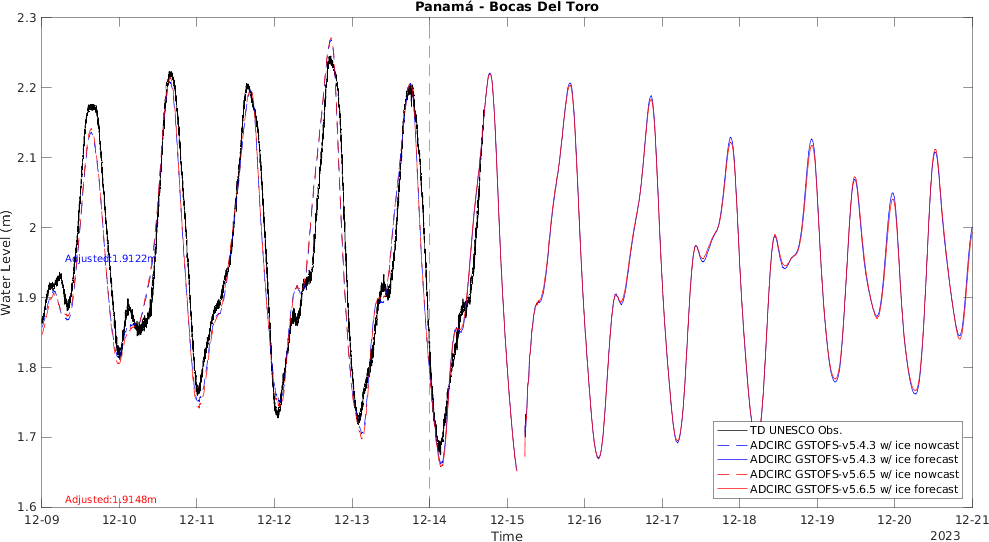 Panamá - Bocas Del Toro
2.3
2.2
2.1
2
1.9
1.8
1.7
1.6
Water Level (m)
Adjusted:1.9122m
Adjusted:1.9148m
TD UNESCO Obs.
ADCIRC GSTOFS-v5.4.3 w/ ice nowcast
ADCIRC GSTOFS-v5.4.3 w/ ice forecast
ADCIRC GSTOFS-v5.6.5 w/ ice nowcast
ADCIRC GSTOFS-v5.6.5 w/ ice forecast
12-09 12-10 12-11 12-12 12-13 12-14 12-15 12-16 12-17 12-18 12-19 12-20 12-21
Time
2023